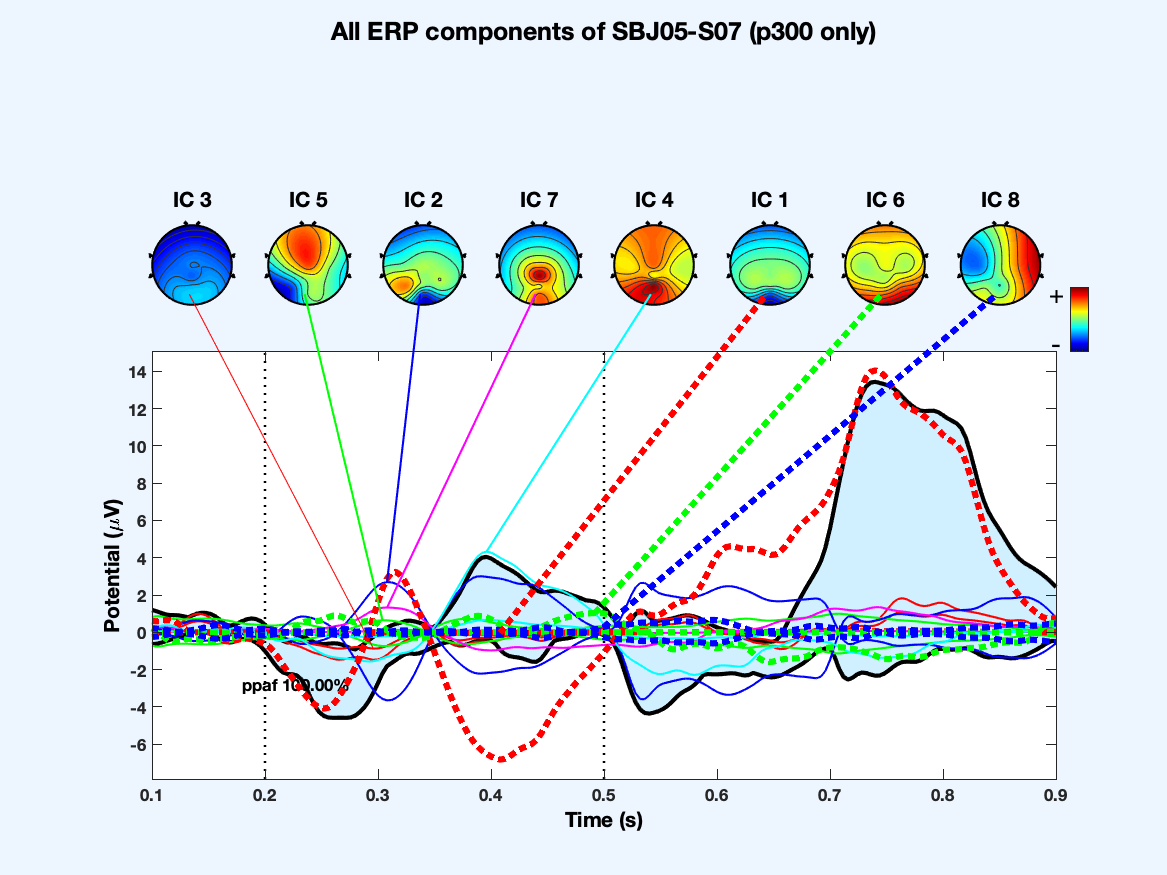 All ERP components of SBJ05-S07 (p300 only)
IC 3 IC 5 IC 2 IC 7 IC 4 IC 1 IC 6 IC 8
+
-
14
12
10
8
6
4
2
0
-2
-4
-6
Potential (μV)
ppaf 100.00%
0.1 0.2 0.3 0.4 0.5 0.6 0.7 0.8 0.9
Time (s)